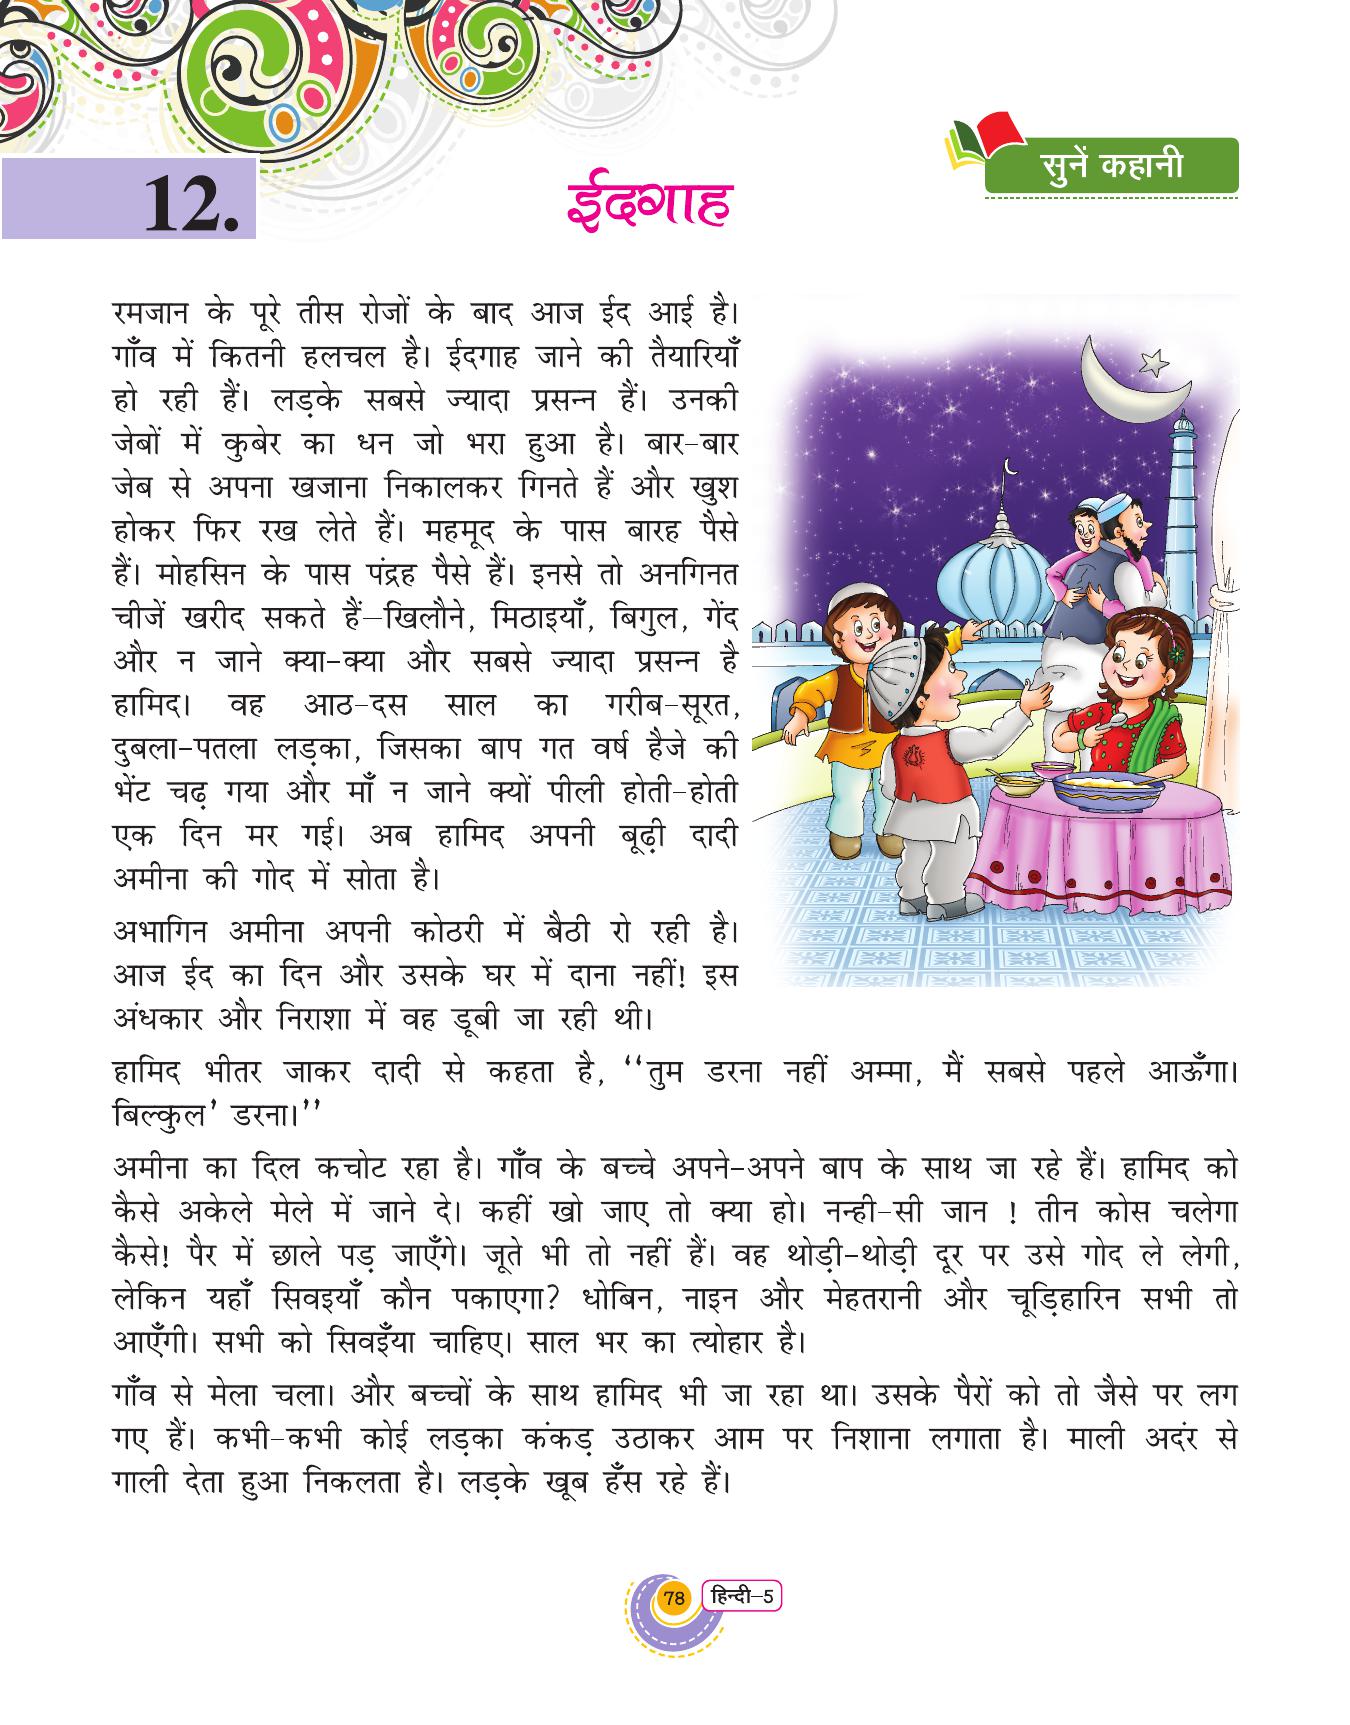 सुनें कहानी
12.
ईदगाह
रमजान के पूरे तीस रोजों के बाद आज ईद आई है।
गाँव में कितनी हलचल है। ईदगाह जाने की तैयारियाँ
हो रही हैं। लड़के सबसे ज्यादा प्रसन्न हैं। उनकी
जेबों में कुबेर का धन जो भरा हुआ है। बार-बार
जेब से अपना खजाना निकालकर गिनते हैं और खुश
होकर फिर रख लेते हैं। महमूद के पास बारह पैसे
हैं। मोहसिन के पास पंद्रह पैसे हैं। इनसे तो अनगिनत
चीजें खरीद सकते हैं–खिलौने, मिठाइयाँ, बिगुल, गेंद
और न जाने क्या-क्या और सबसे ज्यादा प्रसन्न है
हामिद। वह आठ-दस साल का गरीब-सूरत,
दुबला-पतला लड़का, जिसका बाप गत वर्ष हैजे की
भेंट चढ़ गया और माँ न जाने क्यों पीली होती-होती
एक दिन मर गई। अब हामिद अपनी बूढ़ी दादी
अमीना की गोद में सोता है।
अभागिन अमीना अपनी कोठरी में बैठी रो रही है।
आज ईद का दिन और उसके घर में दाना नहीं! इस
अंधकार और निराशा में वह डूबी जा रही थी।
हामिद भीतर जाकर दादी से कहता है, ‘‘तुम डरना नहीं अम्मा, मैं सबसे पहले आऊँगा।
बिल्कुल’ डरना।’’
अमीना का दिल कचोट रहा है। गाँव के बच्चे अपने-अपने बाप के साथ जा रहे हैं। हामिद को
कैसे अकेले मेले में जाने दे। कहीं खो जाए तो क्या हो। नन्ही-सी जान ! तीन कोस चलेगा
कैसे! पैर में छाले पड़ जाएँगे। जूते भी तो नहीं हैं। वह थोड़ी-थोड़ी दूर पर उसे गोद ले लेगी,
लेकिन यहाँ सिवइयाँ कौन पकाएगा? धोबिन, नाइन और मेहतरानी और चूड़िहारिन सभी तो
आएँगी। सभी को सिवइँया चाहिए। साल भर का त्योहार है।
गाँव से मेला चला। और बच्चों के साथ हामिद भी जा रहा था। उसके पैरों को तो जैसे पर लग
गए हैं। कभी-कभी कोई लड़का कंकड़ उठाकर आम पर निशाना लगाता है। माली अदंर से
गाली देता हुआ निकलता है। लड़के खूब हँस रहे हैं।
78 हिन्दी–5